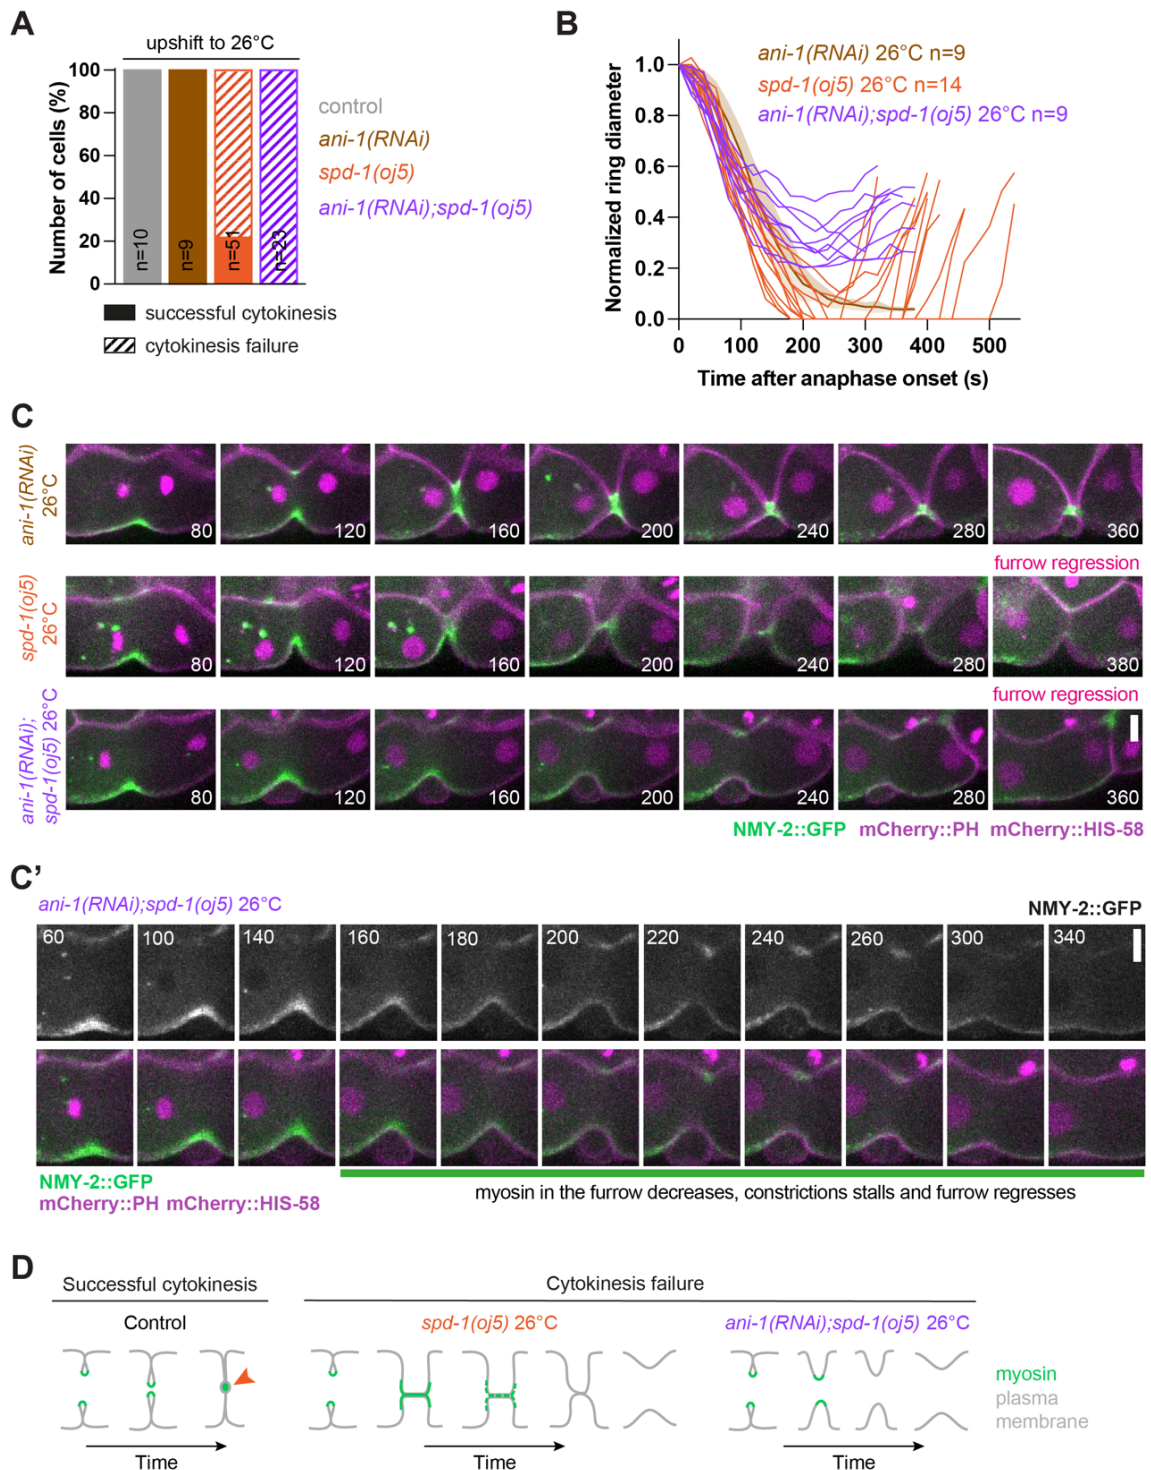 A
upshift to 26°C
Number of cells (%)
100
80
60
40
20
0
n=10
n=9
n=51
n=23
control
ani-1(RNAi)
spd-1(oj5)
ani-1(RNAi);spd-1(oj5)
successful cytokinesis
cytokinesis failure
B
Normalized ring diameter
1.0
0.8
0.6
0.4
0.2
0.0
0 100 200 300 400 500
Time after anaphase onset (s)
ani-1(RNAi) 26°C n=9
spd-1(oj5) 26°C n=14
ani-1(RNAi);spd-1(oj5) 26°C n=9
C
ani-1(RNAi)
26°C
80 120 160 200 240 280 360
furrow regression
spd-1(oj5)
26°C
80 120 160 200 240 280 380
furrow regression
ani-1(RNAi);
spd-1(oj5) 26°C
80 120 160 200 240 280 360
NMY-2::GFP mCherry::PH mCherry::HIS-58
C’
ani-1(RNAi);spd-1(oj5) 26°C
NMY-2::GFP
60 100 140 160 180 200 220 240 260 300 340
NMY-2::GFP
mCherry::PH mCherry::HIS-58
myosin in the furrow decreases, constrictions stalls and furrow regresses
D
Successful cytokinesis
Cytokinesis failure
Control
spd-1(oj5) 26°C
ani-1(RNAi);spd-1(oj5) 26°C
myosin
plasma
membrane
Time
Time
Time